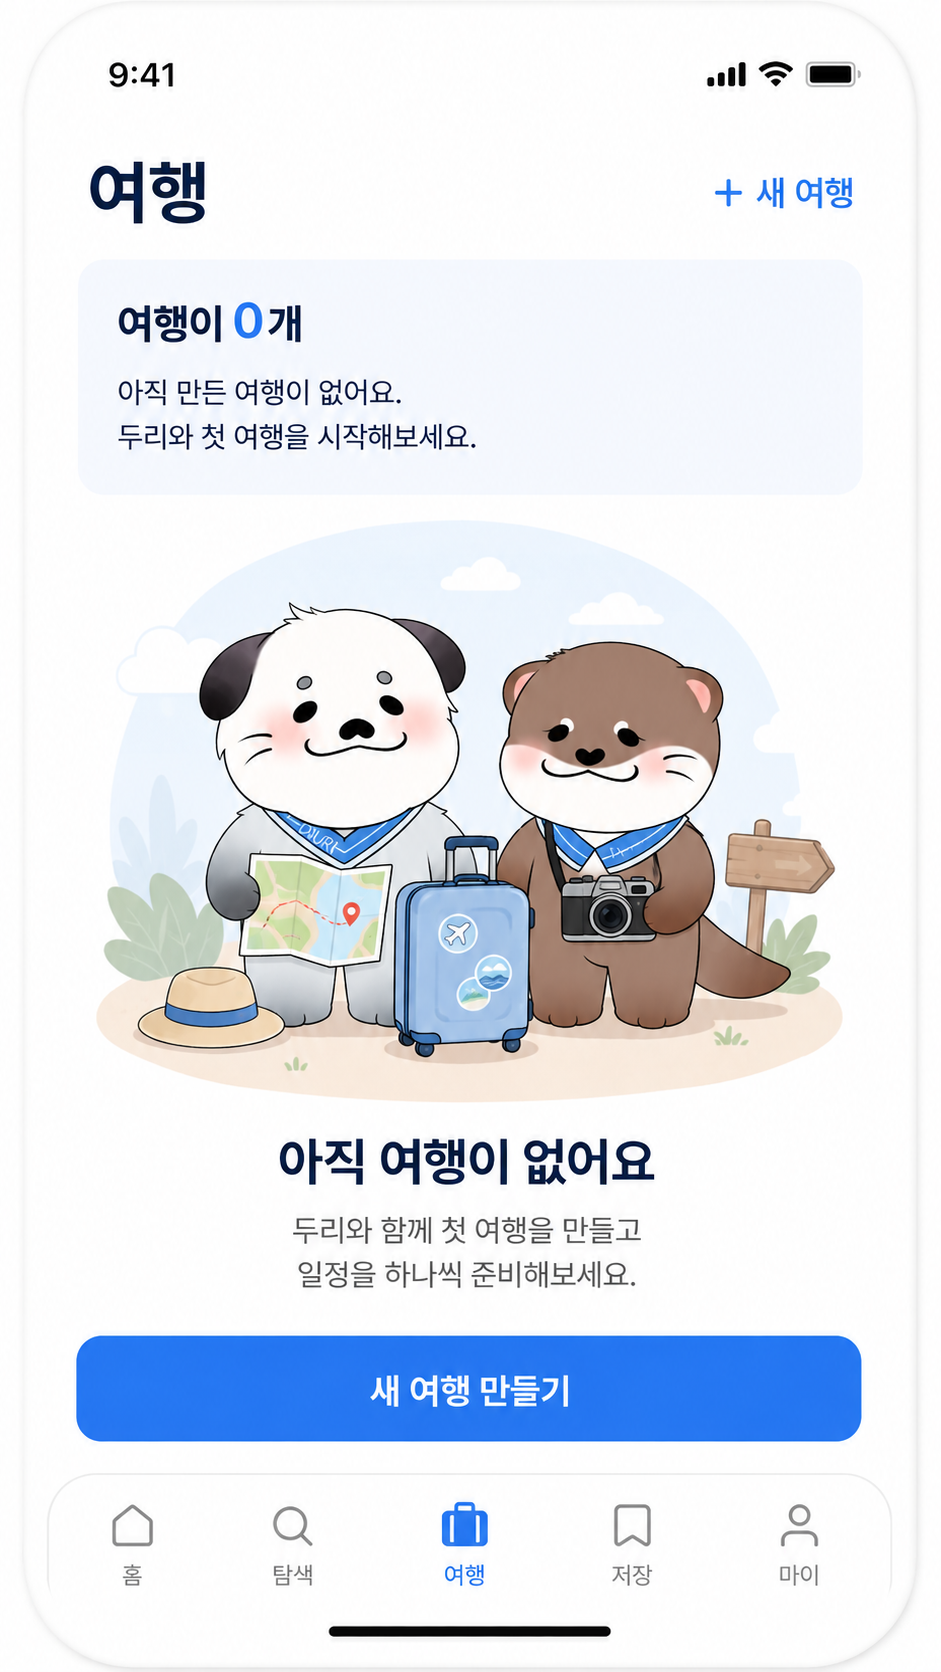 9:41
여행
+ 새 여행
여행이 0개
아직 만든 여행이 없어요.
두리와 첫 여행을 시작해보세요.
아직 여행이 없어요
두리와 함께 첫 여행을 만들고
일정을 하나씩 준비해보세요.
새 여행 만들기
홈
탐색
여행
저장
마이